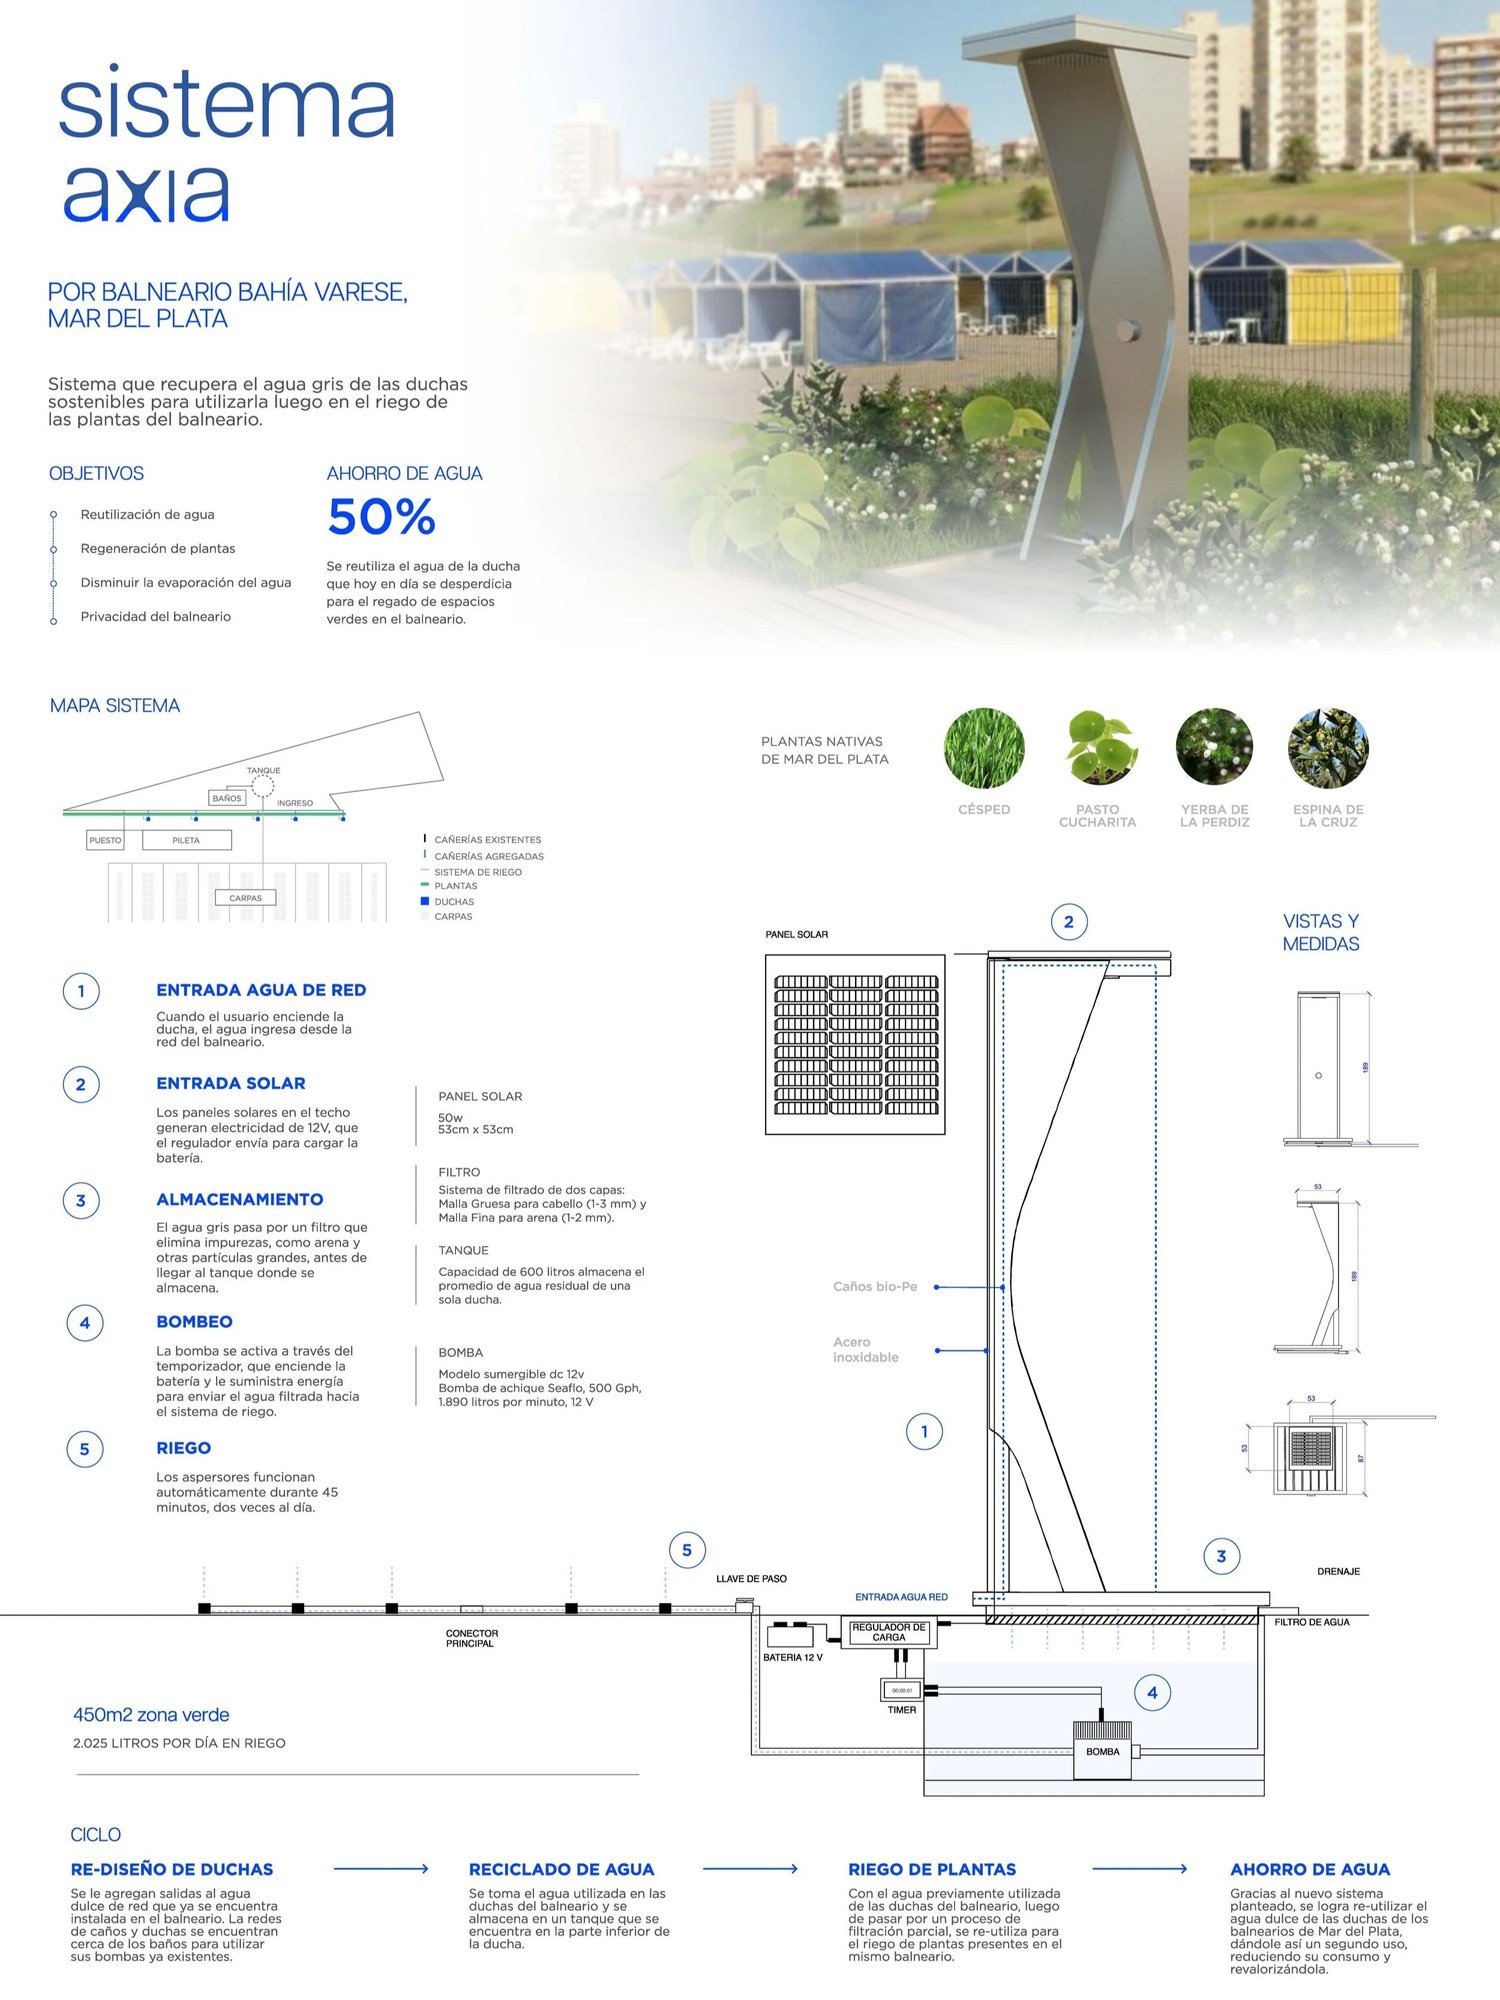 sistema
axia
POR BALNEARIO BAHÍA VARESE,
MAR DEL PLATA
Sistema que recupera el agua gris de las duchas
sostenibles para utilizarla luego en el riego de
las plantas del balneario.
OBJETIVOS
Reutilización de agua
Regeneración de plantas
Disminuir la evaporación del agua
Privacidad del balneario
AHORRO DE AGUA
50%
Se reutiliza el agua de la ducha
que hoy en día se desperdicia
para el regado de espacios
verdes en el balneario.
MAPA SISTEMA
TANQUE
BAÑOS
INGRESO
PUESTO
PILETA
CARPAS
CAÑERÍAS EXISTENTES
CAÑERÍAS AGREGADAS
SISTEMA DE RIEGO
PLANTAS
DUCHAS
CARPAS
PLANTAS NATIVAS
DE MAR DEL PLATA
CÉSPED
PASTO
CUCHARITA
YERBA DE
LA PERDIZ
ESPINA DE
LA CRUZ
1
ENTRADA AGUA DE RED
Cuando el usuario enciende la
ducha, el agua ingresa desde la
red del balneario.
2
ENTRADA SOLAR
Los paneles solares en el techo
generan electricidad de 12V, que
el regulador envía para cargar la
batería.
PANEL SOLAR
50w
53cm x 53cm
3
ALMACENAMIENTO
El agua gris pasa por un filtro que
elimina impurezas, como arena y
otras partículas grandes, antes de
llegar al tanque donde se
almacena.
FILTRO
Sistema de filtrado de dos capas:
Malla Gruesa para cabello (1-3 mm) y
Malla Fina para arena (1-2 mm).
TANQUE
Capacidad de 600 litros almacena el
promedio de agua residual de una
sola ducha.
4
BOMBEO
La bomba se activa a través del
temporizador, que enciende la
batería y le suministra energía
para enviar el agua filtrada hacia
el sistema de riego.
BOMBA
Modelo sumergible dc 12v
Bomba de achique Seaflo, 500 Gph,
1.890 litros por minuto, 12 V
5
RIEGO
Los aspersores funcionan
automáticamente durante 45
minutos, dos veces al día.
PANEL SOLAR
2
Caños bio-Pe
Acero
inoxidable
1
3
VISTAS Y
MEDIDAS
189
53
189
53
53
87
5
LLAVE DE PASO
CONECTOR
PRINCIPAL
ENTRADA AGUA RED
DRENAJE
FILTRO DE AGUA
REGULADOR DE
CARGA
BATERIA 12 V
00:00:01
TIMER
4
BOMBA
450m2 zona verde
2.025 LITROS POR DÍA EN RIEGO
CICLO
RE-DISEÑO DE DUCHAS
Se le agregan salidas al agua
dulce de red que ya se encuentra
instalada en el balneario. La redes
de caños y duchas se encuentran
cerca de los baños para utilizar
sus bombas ya existentes.
RECICLADO DE AGUA
Se toma el agua utilizada en las
duchas del balneario y se
almacena en un tanque que se
encuentra en la parte inferior de
la ducha.
RIEGO DE PLANTAS
Con el agua previamente utilizada
de las duchas del balneario, luego
de pasar por un proceso de
filtración parcial, se re-utiliza para
el riego de plantas presentes en el
mismo balneario.
AHORRO DE AGUA
Gracias al nuevo sistema
planteado, se logra re-utilizar el
agua dulce de las duchas de los
balnearios de Mar del Plata,
dándole así un segundo uso,
reduciendo su consumo y
revalorizándola.